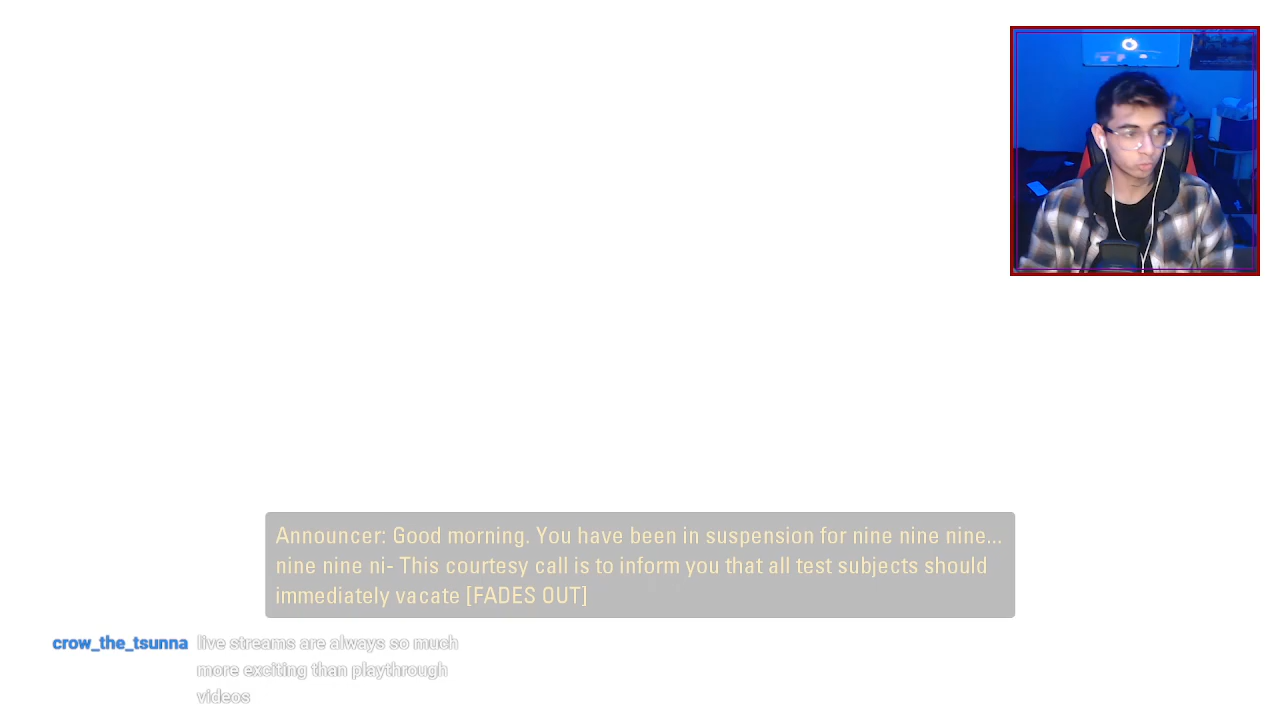 Announcer: Good morning. You have been in suspension for nine nine nine...
nine nine ni- This courtesy call is to inform you that all test subjects should
immediately vacate [FADES OUT]
crow_the_tsunna live streams are always so much
more exciting than playthrough
videos